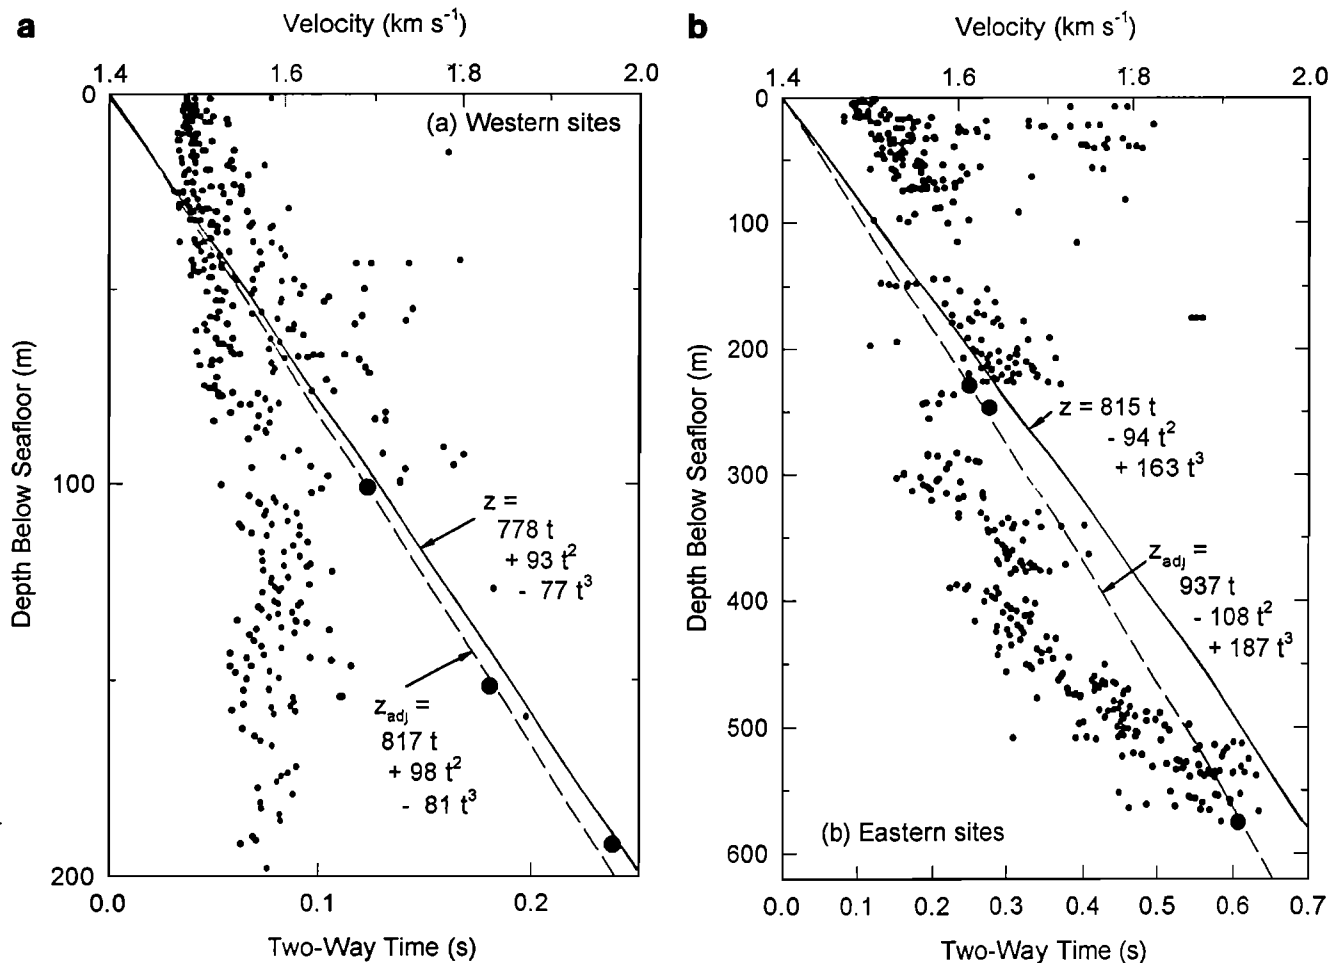 a
Velocity (km s⁻¹)
1.4 1.6 1.8 2.0
0
(a) Western sites
Depth Below Seafloor (m)
100
z =
778 t
+ 93 t²
- 77 t³
z_adj =
817 t
+ 98 t²
- 81 t³
200
0.0 0.1 0.2
Two-Way Time (s)
b
Velocity (km s⁻¹)
1.4 1.6 1.8 2.0
0
100
200
Depth Below Seafloor (m)
z = 815 t
- 94 t²
+ 163 t³
300
z_adj =
937 t
- 108 t²
+ 187 t³
400
500
(b) Eastern sites
600
0.0 0.1 0.2 0.3 0.4 0.5 0.6 0.7
Two-Way Time (s)